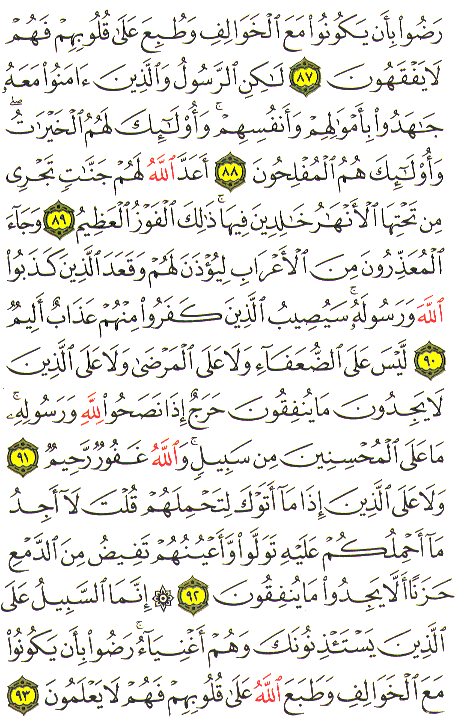 رَضُوا۟ بِأَن يَكُونُوا۟ مَعَ ٱلْخَوَالِفِ وَطُبِعَ عَلَىٰ قُلُوبِهِمْ فَهُمْ
لَا يَفْقَهُونَ ٨٧ لَـٰكِنِ ٱلرَّسُولُ وَٱلَّذِينَ ءَامَنُوا۟ مَعَهُۥ
جَـٰهَدُوا۟ بِأَمْوَٰلِهِمْ وَأَنفُسِهِمْ ۚ وَأُو۟لَـٰٓئِكَ لَهُمُ ٱلْخَيْرَٰتُ ۖ
وَأُو۟لَـٰٓئِكَ هُمُ ٱلْمُفْلِحُونَ ٨٨ أَعَدَّ ٱللَّهُ لَهُمْ جَنَّـٰتٍ تَجْرِى
مِن تَحْتِهَا ٱلْأَنْهَـٰرُ خَـٰلِدِينَ فِيهَا ۚ ذَٰلِكَ ٱلْفَوْزُ ٱلْعَظِيمُ ٨٩ وَجَآءَ
ٱلْمُعَذِّرُونَ مِنَ ٱلْأَعْرَابِ لِيُؤْذَنَ لَهُمْ وَقَعَدَ ٱلَّذِينَ كَذَبُوا۟
ٱللَّهَ وَرَسُولَهُۥ ۚ سَيُصِيبُ ٱلَّذِينَ كَفَرُوا۟ مِنْهُمْ عَذَابٌ أَلِيمٌ
٩٠ لَّيْسَ عَلَى ٱلضُّعَفَآءِ وَلَا عَلَى ٱلْمَرْضَىٰ وَلَا عَلَى ٱلَّذِينَ
لَا يَجِدُونَ مَا يُنفِقُونَ حَرَجٌ إِذَا نَصَحُوا۟ لِلَّهِ وَرَسُولِهِۦ ۚ
مَا عَلَى ٱلْمُحْسِنِينَ مِن سَبِيلٍ ۚ وَٱللَّهُ غَفُورٌ رَّحِيمٌ ٩١
وَلَا عَلَى ٱلَّذِينَ إِذَا مَآ أَتَوْكَ لِتَحْمِلَهُمْ قُلْتَ لَآ أَجِدُ
مَآ أَحْمِلُكُمْ عَلَيْهِ تَوَلَّوا۟ وَّأَعْيُنُهُمْ تَفِيضُ مِنَ ٱلدَّمْعِ
حَزَنًا أَلَّا يَجِدُوا۟ مَا يُنفِقُونَ ٩٢ ۞ إِنَّمَا ٱلسَّبِيلُ عَلَى
ٱلَّذِينَ يَسْتَـْٔذِنُونَكَ وَهُمْ أَغْنِيَآءُ ۚ رَضُوا۟ بِأَن يَكُونُوا۟
مَعَ ٱلْخَوَالِفِ وَطَبَعَ ٱللَّهُ عَلَىٰ قُلُوبِهِمْ فَهُمْ لَا يَعْلَمُونَ ٩٣